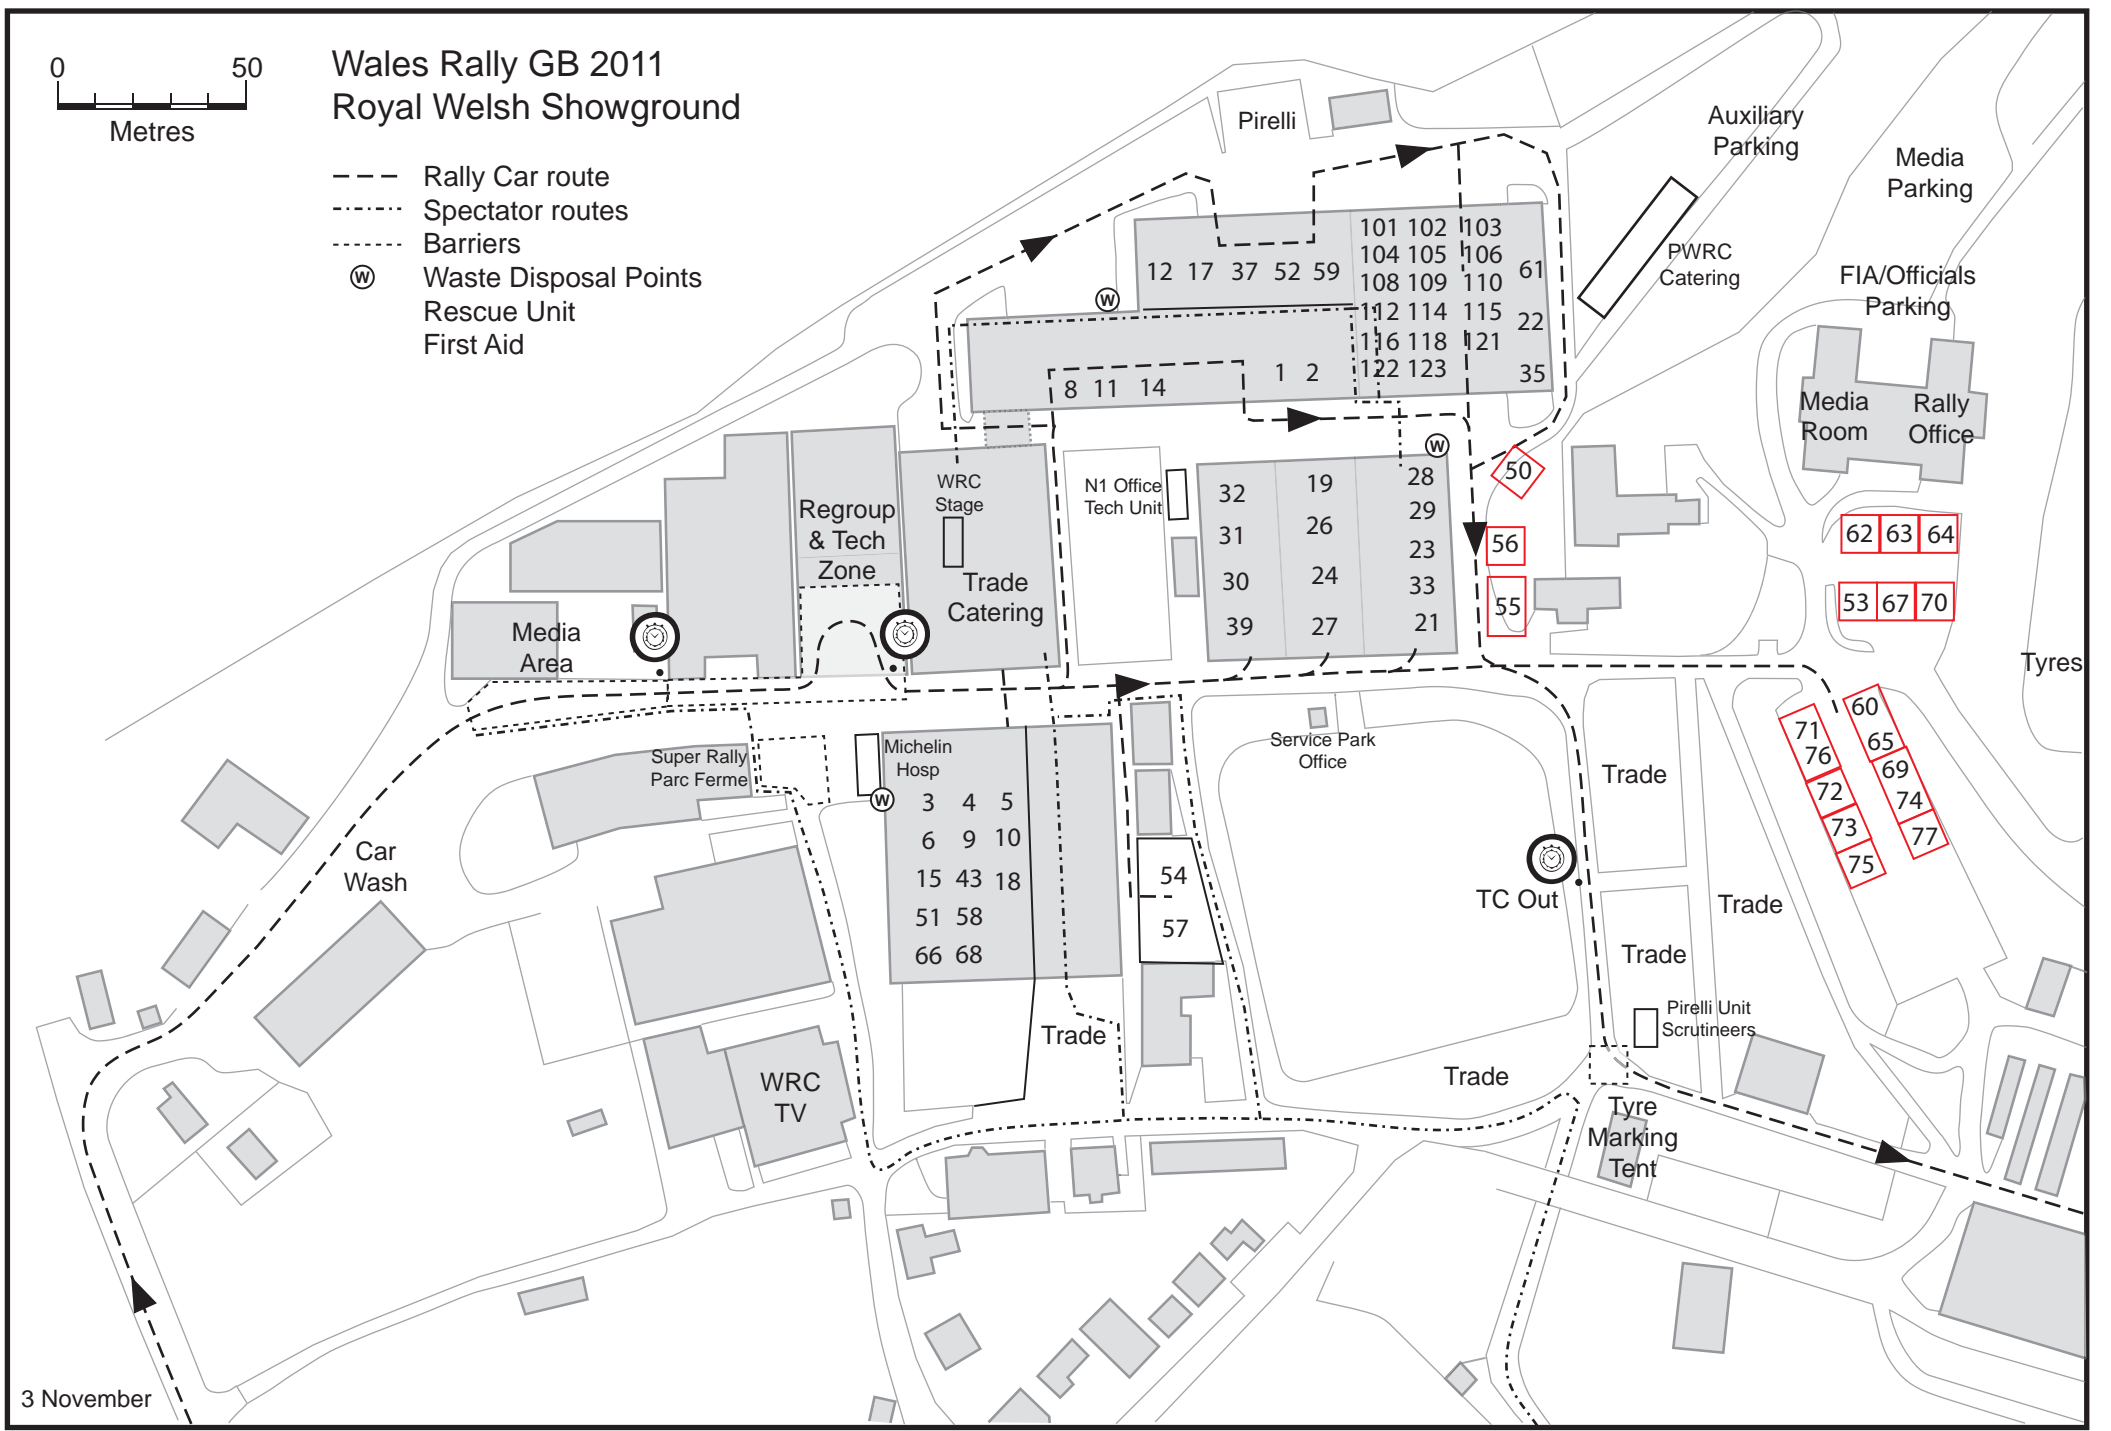 0 50
Metres
Wales Rally GB 2011
Royal Welsh Showground
Rally Car route
Spectator routes
Barriers
W Waste Disposal Points
Rescue Unit
First Aid
Pirelli
Auxiliary
Parking
Media
Parking
PWRC
Catering
FIA/Officials
Parking
W
101 102 103
104 105 106
108 109 110
112 114 115
116 118 121
122 123
61
22
35
12 17 37 52 59
8 11 14
1 2
Media
Room
Rally
Office
W
50
56
55
62 63 64
53 67 70
Tyres
WRC
Stage
Trade
Catering
N1 Office
Tech Unit
Regroup
& Tech
Zone
Media
Area
32 19 28
31 26 29
30 24 23
39 27 33
21
Super Rally
Parc Ferme
Michelin
Hosp
W
3 4 5
6 9 10
15 43 18
51 58
66 68
54
57
Service Park
Office
Trade
60
65
69
74
77
71
76
72
73
75
Car
Wash
TC Out
Trade
Trade
Pirelli Unit
Scrutineers
Trade
Trade
WRC
TV
Tyre
Marking
Tent
3 November